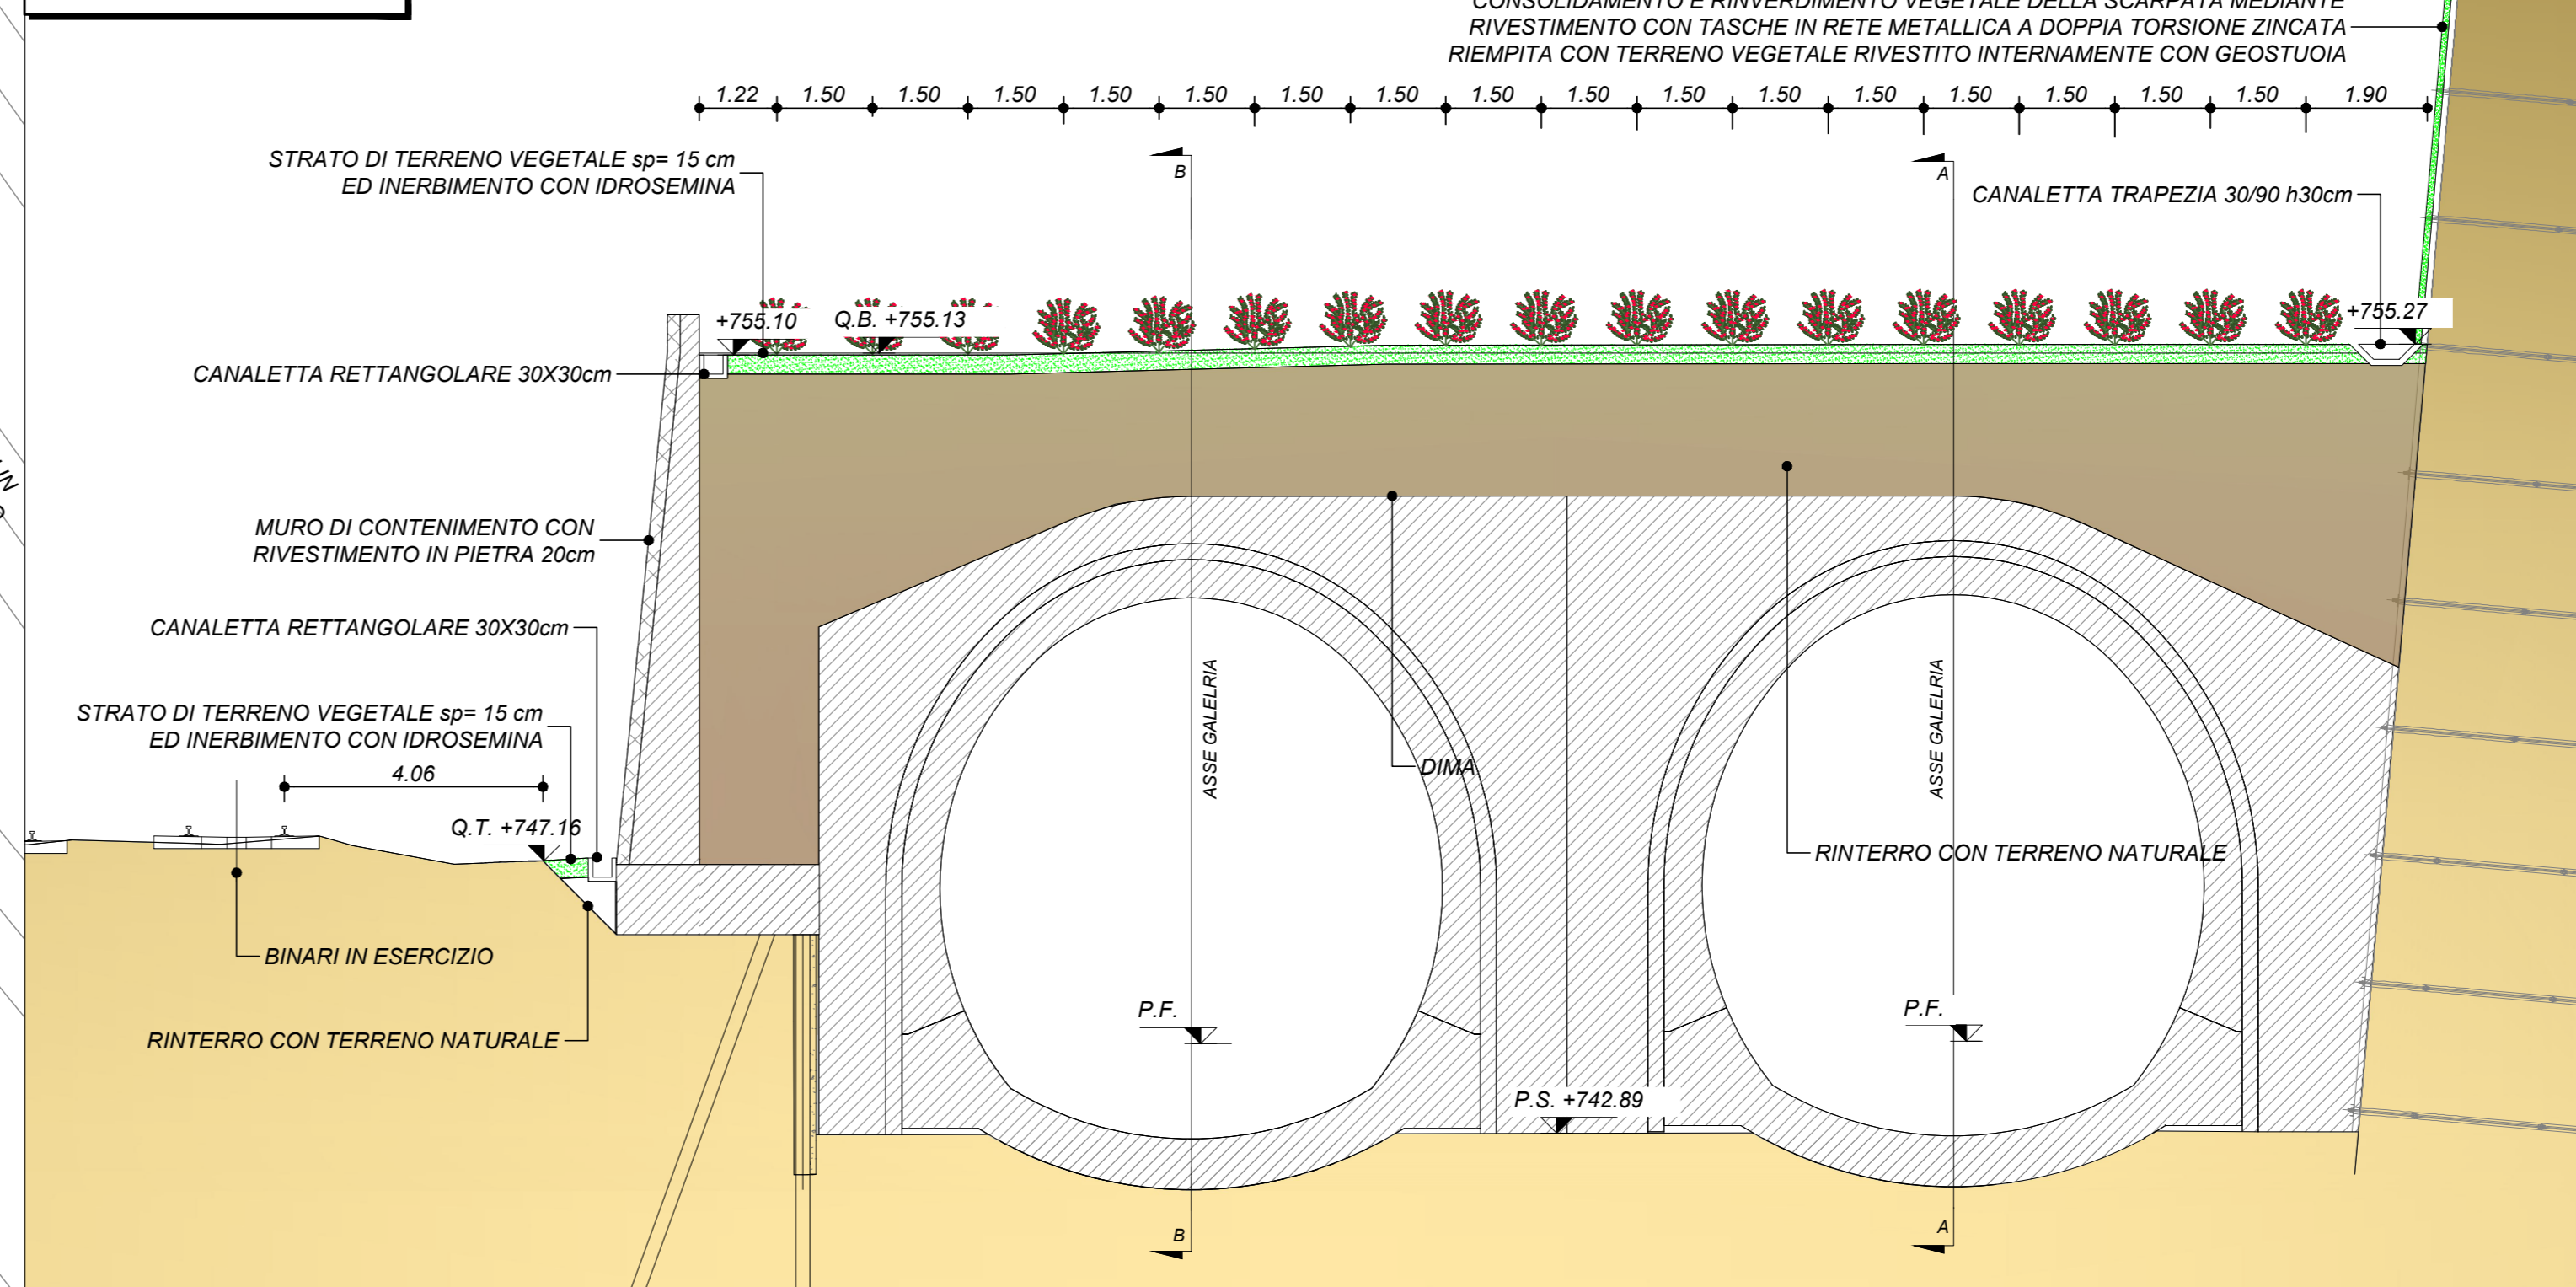 CONSOLIDAMENTO E RINVERDIMENTO VEGETALE DELLA SCARPATA MEDIANTE
RIVESTIMENTO CON TASCHE IN RETE METALLICA A DOPPIA TORSIONE ZINCATA
RIEMPITA CON TERRENO VEGETALE RIVESTITO INTERNAMENTE CON GEOSTUOIA
1.22 1.50 1.50 1.50 1.50 1.50 1.50 1.50 1.50 1.50 1.50 1.50 1.50 1.50 1.50 1.50 1.50 1.90
STRATO DI TERRENO VEGETALE sp= 15 cm
ED INERBIMENTO CON IDROSEMINA
B
A
CANALETTA TRAPEZIA 30/90 h30cm
+755.10
Q.B. +755.13
+755.27
CANALETTA RETTANGOLARE 30X30cm
MURO DI CONTENIMENTO CON
RIVESTIMENTO IN PIETRA 20cm
CANALETTA RETTANGOLARE 30X30cm
STRATO DI TERRENO VEGETALE sp= 15 cm
ED INERBIMENTO CON IDROSEMINA
4.06
Q.T. +747.16
ASSE GALELRIA
ASSE GALELRIA
DIMA
RINTERRO CON TERRENO NATURALE
BINARI IN ESERCIZIO
RINTERRO CON TERRENO NATURALE
P.F.
P.F.
P.S. +742.89
B
A